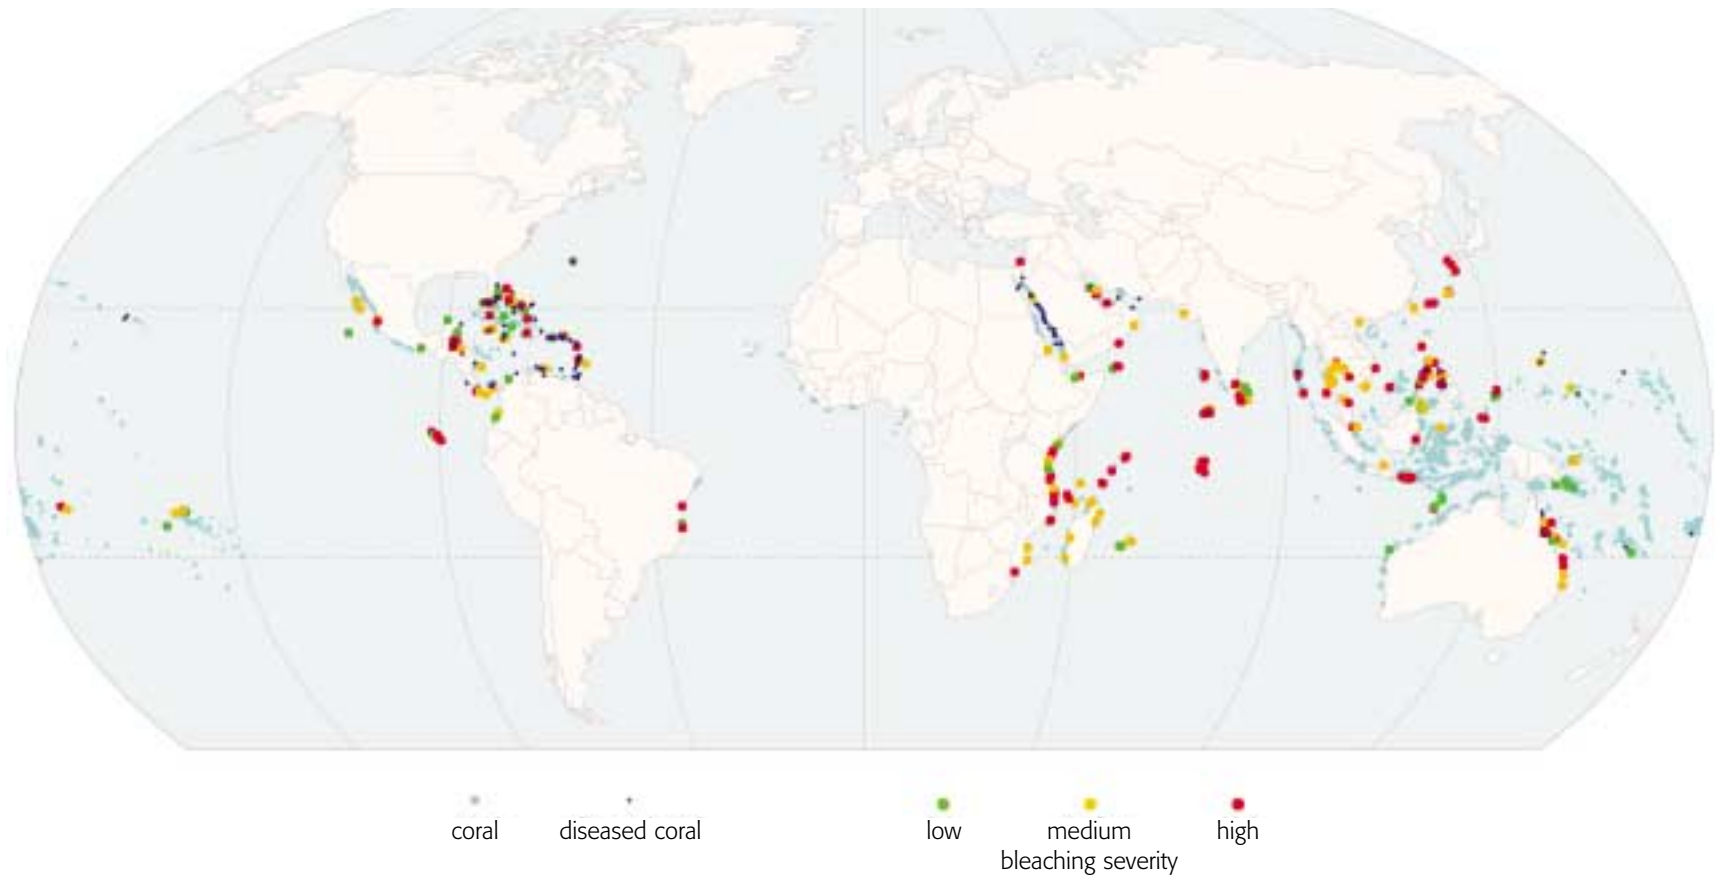 coral
diseased coral
low
medium
high
bleaching severity